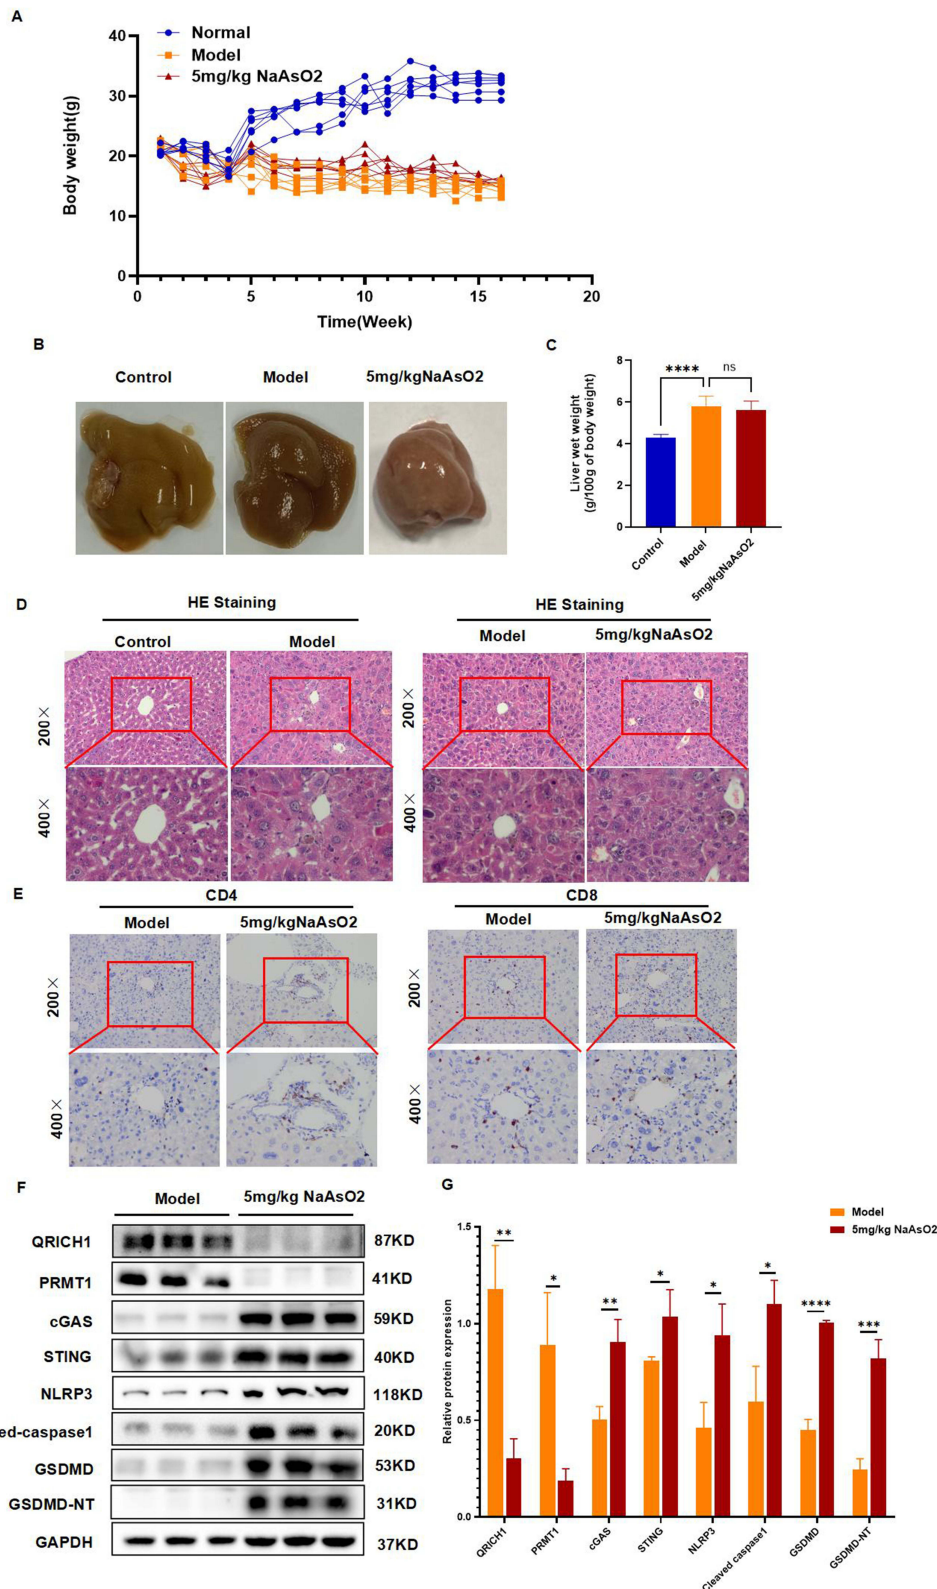 A
Normal
Model
5mg/kg NaAsO2
40
30
20
10
0
Body weight(g)
0 5 10 15 20
Time(Week)
B
Control Model 5mg/kgNaAsO2
C
8
6
4
2
0
Liver wet weight
(g/100g of body weight)
**** ns
Control Model 5mg/kgNaAsO2
D
HE Staining HE Staining
Control Model Model 5mg/kgNaAsO2
200× 200×
400× 400×
E
CD4 CD8
Model 5mg/kgNaAsO2 Model 5mg/kgNaAsO2
200× 200×
400× 400×
F
Model 5mg/kg NaAsO2
QRICH1 87KD
PRMT1 41KD
cGAS 59KD
STING 40KD
NLRP3 118KD
ed-caspase1 20KD
GSDMD 53KD
GSDMD-NT 31KD
GAPDH 37KD
G
Model
5mg/kg NaAsO2
1.5
1.0
0.5
0.0
Relative protein expression
** * ** * * * **** ***
QRICH1 PRMT1 cGAS STING NLRP3 Cleaved caspase1 GSDMD GSDMD-NT